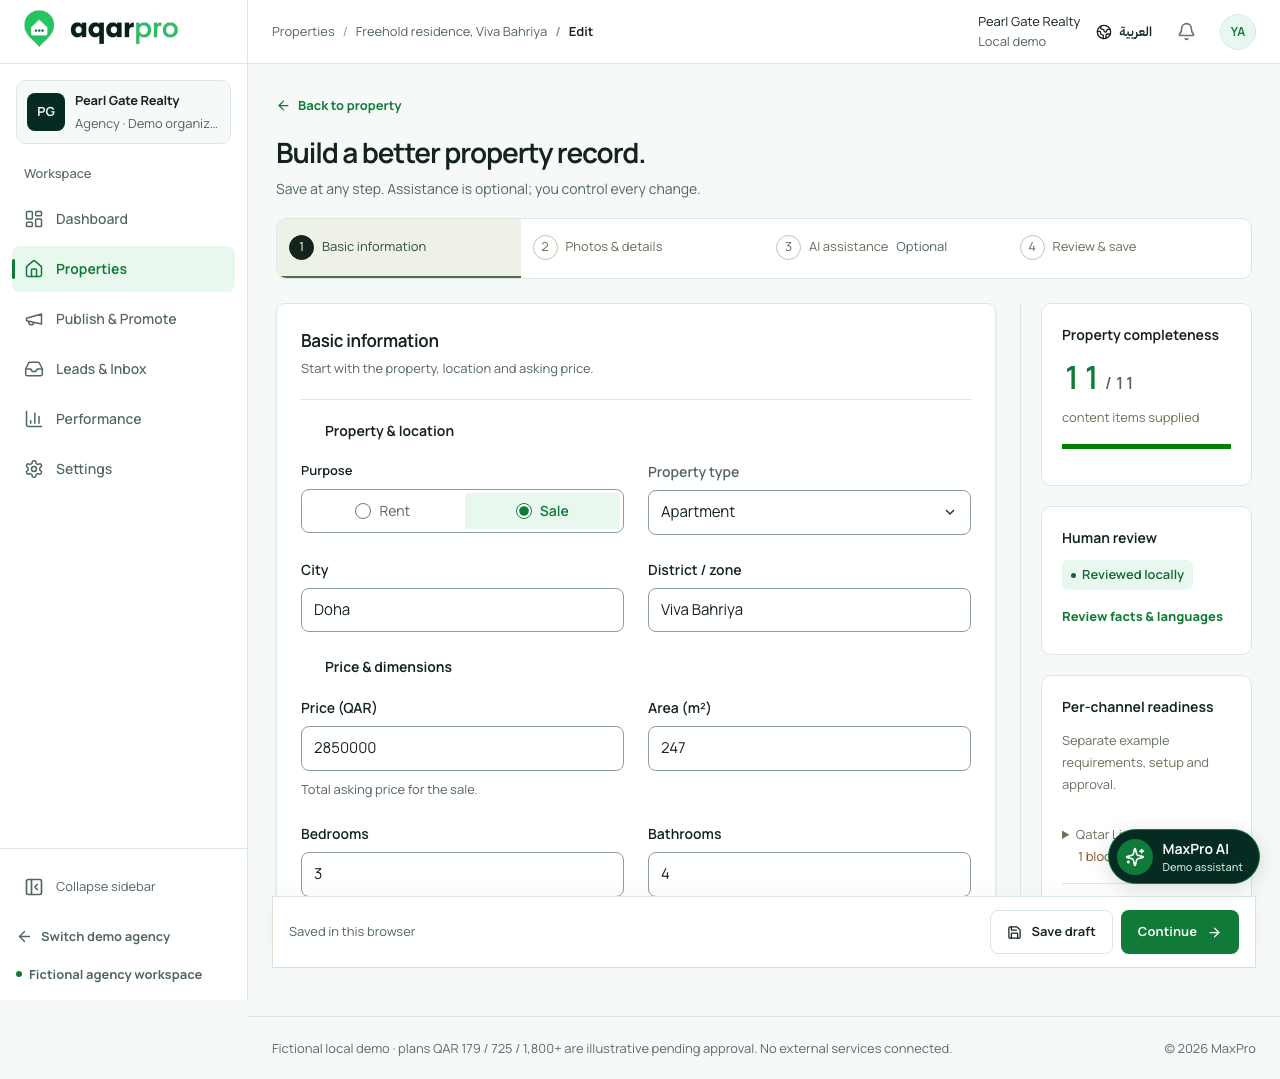 aqarpro
Properties / Freehold residence, Viva Bahriya / Edit
Pearl Gate Realty
Local demo
العربية
YA
PG
Pearl Gate Realty
Agency · Demo organiz...
Workspace
Dashboard
Properties
Publish & Promote
Leads & Inbox
Performance
Settings
Collapse sidebar
Switch demo agency
Fictional agency workspace
Back to property
Build a better property record.
Save at any step. Assistance is optional; you control every change.
1 Basic information
2 Photos & details
3 AI assistance Optional
4 Review & save
Basic information
Start with the property, location and asking price.
Property & location
Purpose
Rent
Sale
Property type
Apartment
City
Doha
District / zone
Viva Bahriya
Price & dimensions
Price (QAR)
2850000
Total asking price for the sale.
Area (m²)
247
Bedrooms
3
Bathrooms
4
Property completeness
11 / 11
content items supplied
Human review
Reviewed locally
Review facts & languages
Per-channel readiness
Separate example
requirements, setup and
approval.
Qatar
1
MaxPro AI
Demo assistant
Saved in this browser
Save draft
Continue
Fictional local demo · plans QAR 179 / 725 / 1,800+ are illustrative pending approval. No external services connected.
© 2026 MaxPro